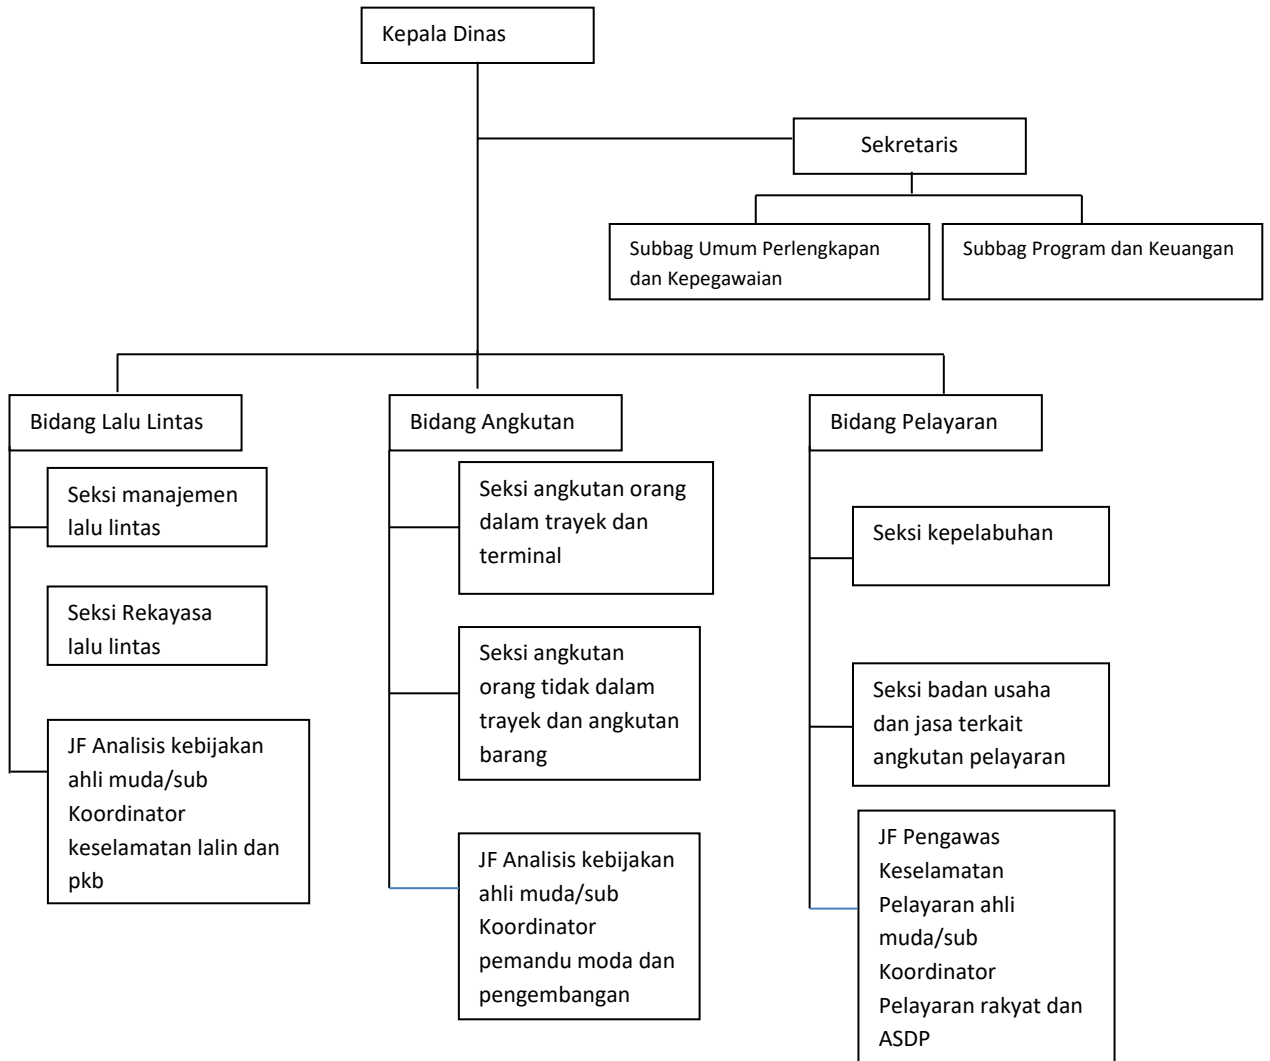 Kepala Dinas
Sekretaris
Subbag Umum Perlengkapan
dan Kepegawaian
Subbag Program dan Keuangan
Bidang Lalu Lintas
Seksi manajemen
lalu lintas
Seksi Rekayasa
lalu lintas
JF Analisis kebijakan
ahli muda/sub
Koordinator
keselamatan lalin dan
pkb
Bidang Angkutan
Seksi angkutan orang
dalam trayek dan
terminal
Seksi angkutan
orang tidak dalam
trayek dan angkutan
barang
JF Analisis kebijakan
ahli muda/sub
Koordinator
pemandu moda dan
pengembangan
Bidang Pelayaran
Seksi kepelabuhan
Seksi badan usaha
dan jasa terkait
angkutan pelayaran
JF Pengawas
Keselamatan
Pelayaran ahli
muda/sub
Koordinator
Pelayaran rakyat dan
ASDP